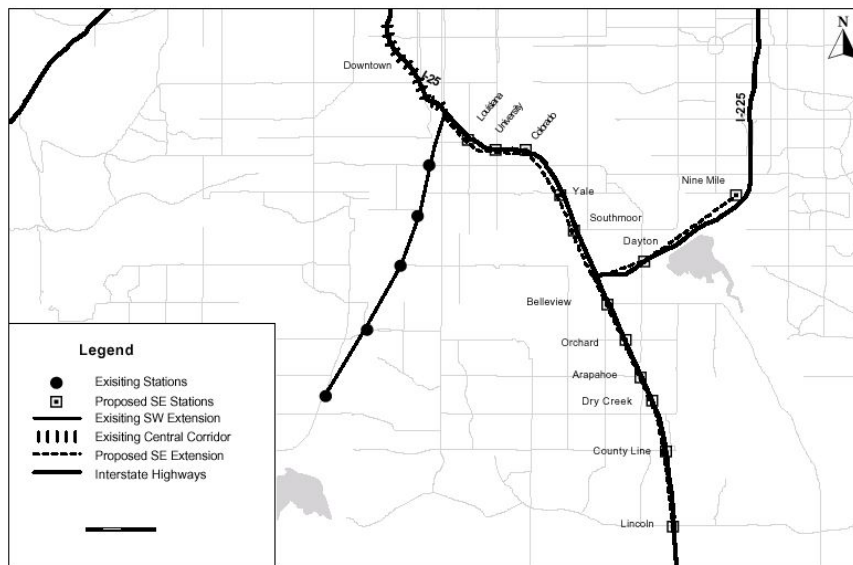 N
Downtown
I-25
Louisiana
University
Colorado
I-225
Nine Mile
Yale
Southmoor
Dayton
Belleview
Orchard
Arapahoe
Dry Creek
County Line
Lincoln
Legend
Exisiting Stations
Proposed SE Stations
Exisiting SW Extension
Exisiting Central Corridor
Proposed SE Extension
Interstate Highways